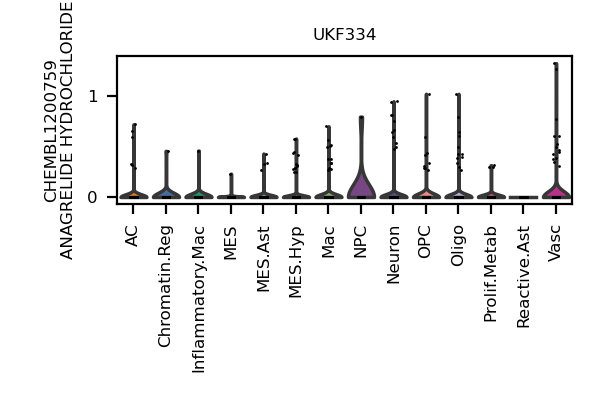 UKF334
CHEMBL1200759
ANAGRELIDE HYDROCHLORIDE
1
0
AC
Chromatin.Reg
Inflammatory.Mac
MES
MES.Ast
MES.Hyp
Mac
NPC
Neuron
OPC
Oligo
Prolif.Metab
Reactive.Ast
Vasc